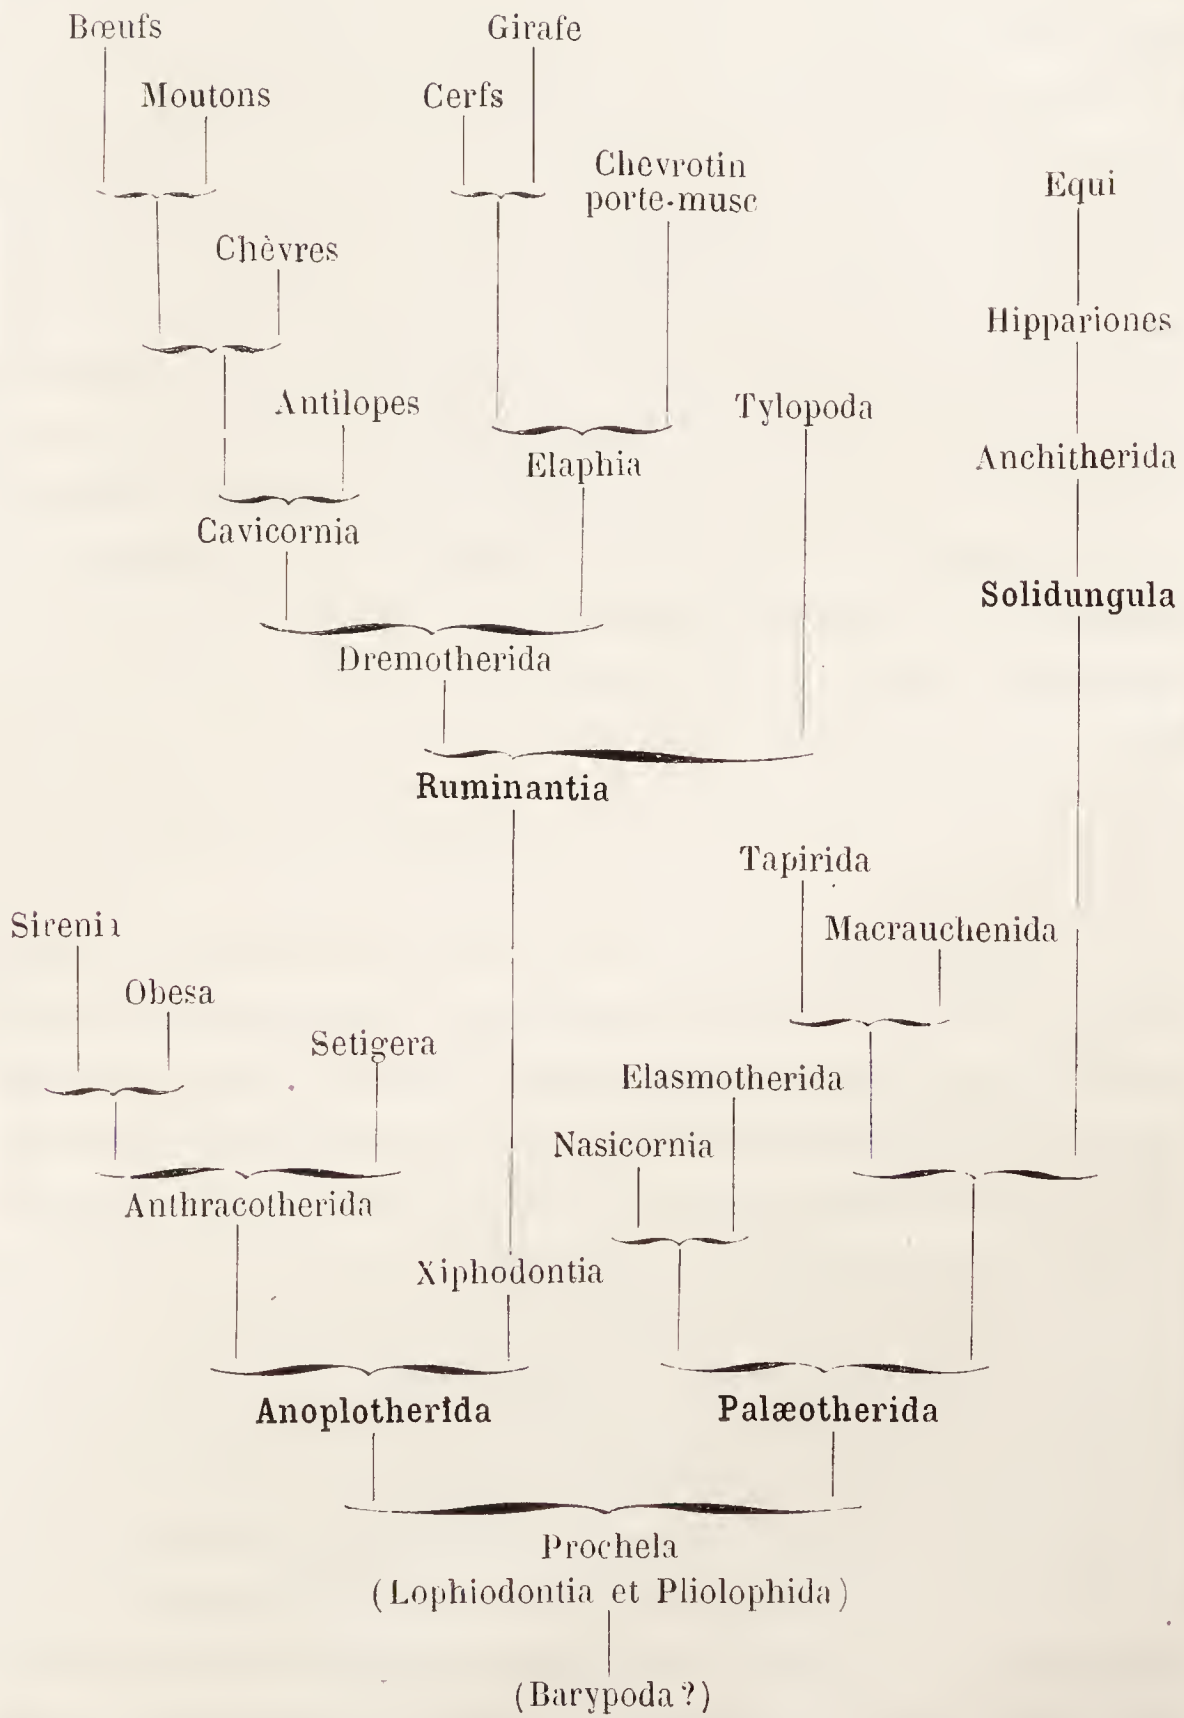 Bœufs
Girafe
Moutons
Cerfs
Chevrotin
porte-musc
Equi
Chèvres
Hippariones
Antilopes
Tylopoda
Elaphia
Anchitherida
Cavicornia
Solidungula
Dremotherida
Ruminantia
Tapirida
Sirenia
Macrauchenida
Obesa
Setigera
Elasmotherida
Nasicornia
Anthracotherida
Xiphodontia
Anoplotherida
Palæotherida
Prochela
(Lophiodontia et Pliolophida)
(Barypoda?)